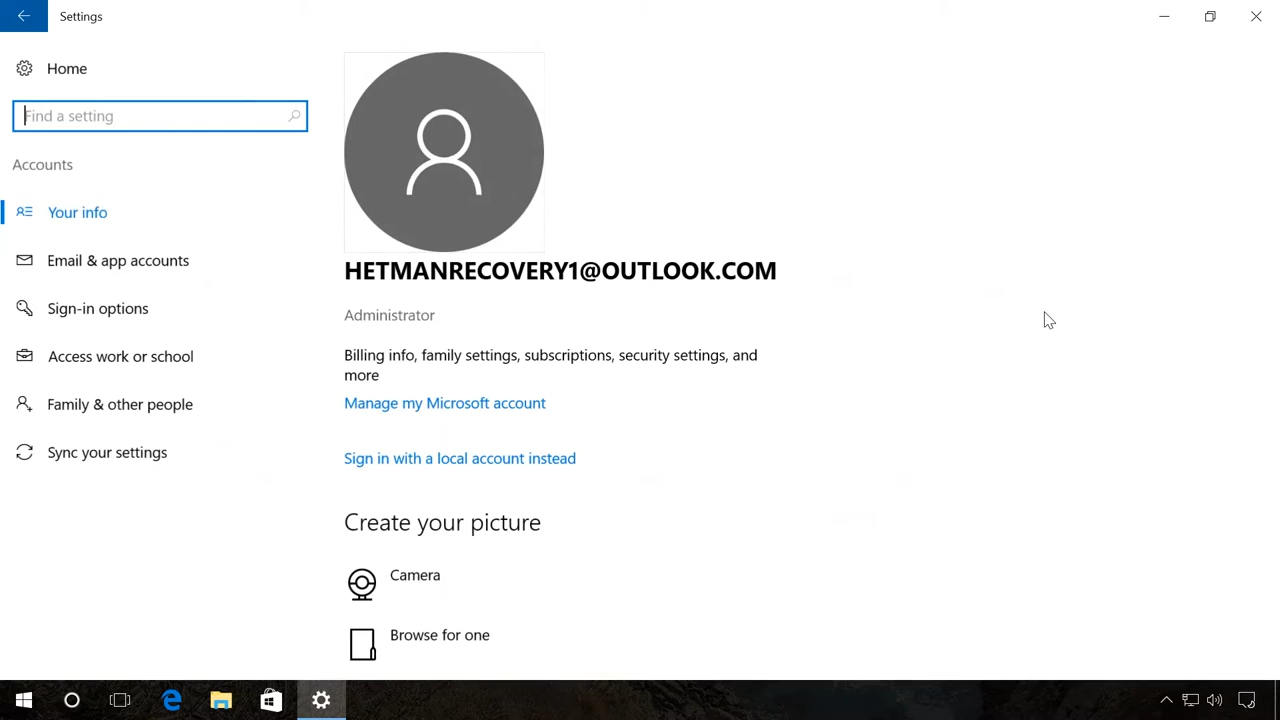 Settings
Home
Find a setting
Accounts
Your info
Email & app accounts
Sign-in options
Access work or school
Family & other people
Sync your settings
HETMANRECOVERY1@OUTLOOK.COM
Administrator
Billing info, family settings, subscriptions, security settings, and
more
Manage my Microsoft account
Sign in with a local account instead
Create your picture
Camera
Browse for one